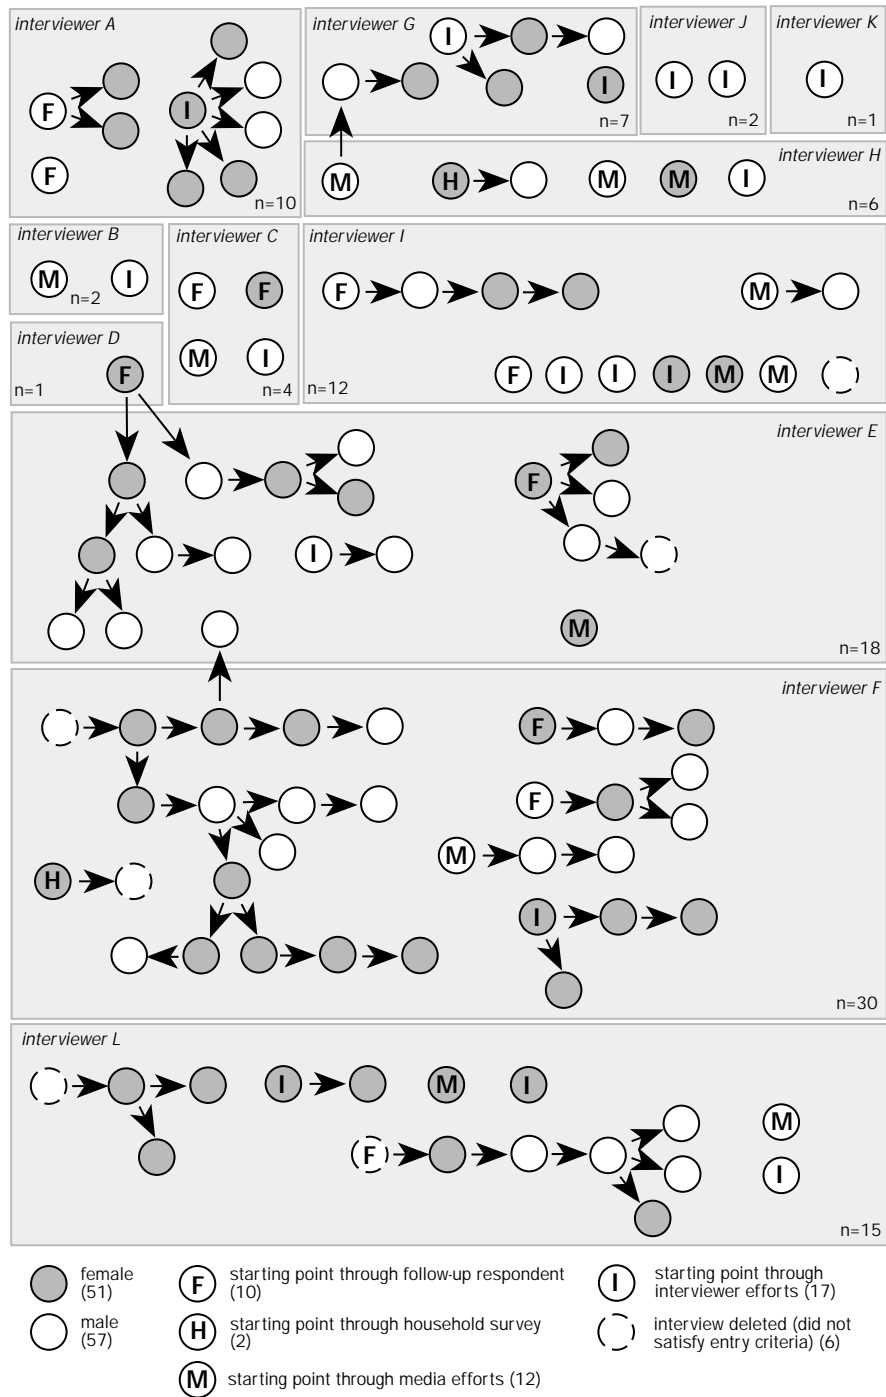 interviewer A
F
I
F
n=10
interviewer G
I
I
n=7
interviewer J
I I
n=2
interviewer K
I
n=1
interviewer H
M H M M I
n=6
interviewer B
M I
n=2
interviewer C
F F
M I
n=4
interviewer D
F
n=1
interviewer I
F M
F I I I M M
n=12
interviewer E
F
I
M
n=18
interviewer F
F
F
M
H
I
n=30
interviewer L
I M I
M
F
I
n=15
female
(51)
male
(57)
F starting point through follow-up respondent
(10)
H starting point through household survey
(2)
M starting point through media efforts (12)
I starting point through
interviewer efforts (17)
interview deleted (did not
satisfy entry criteria) (6)